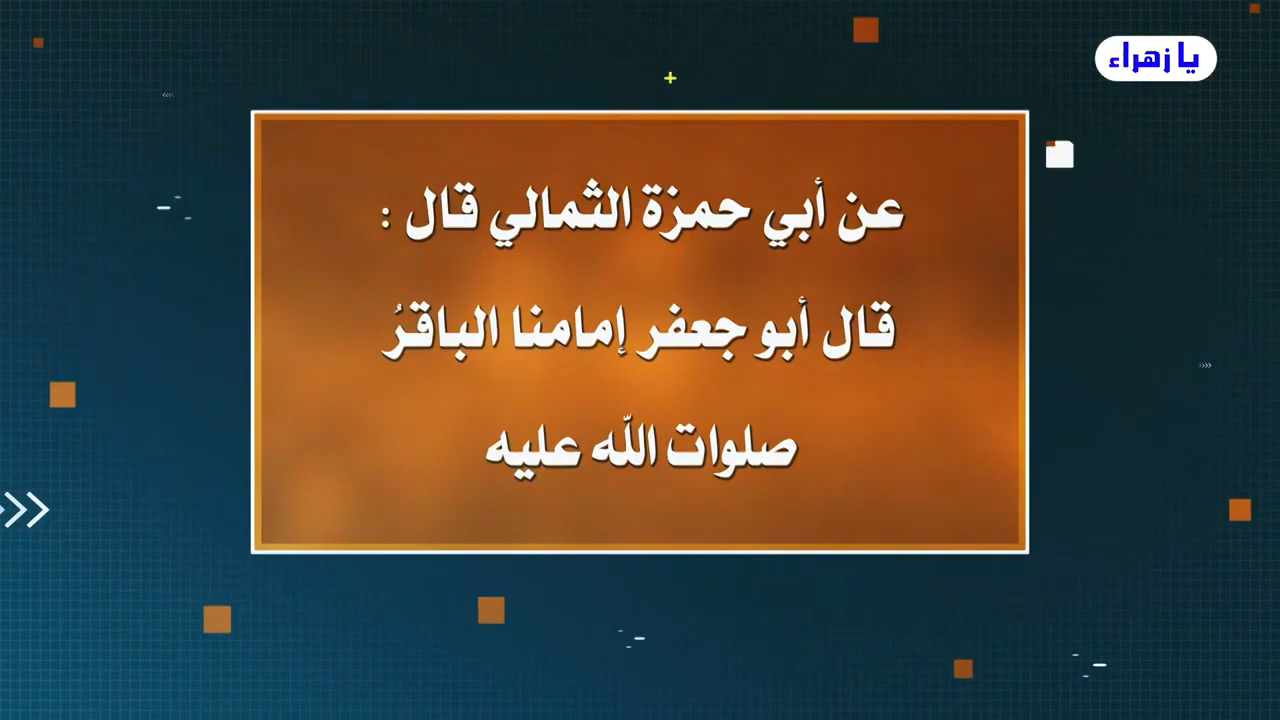 يا زهراء
عن أبي حمزة الثمالي قال :
قال أبو جعفر إمامنا الباقرُ
صلوات اللّه عليه